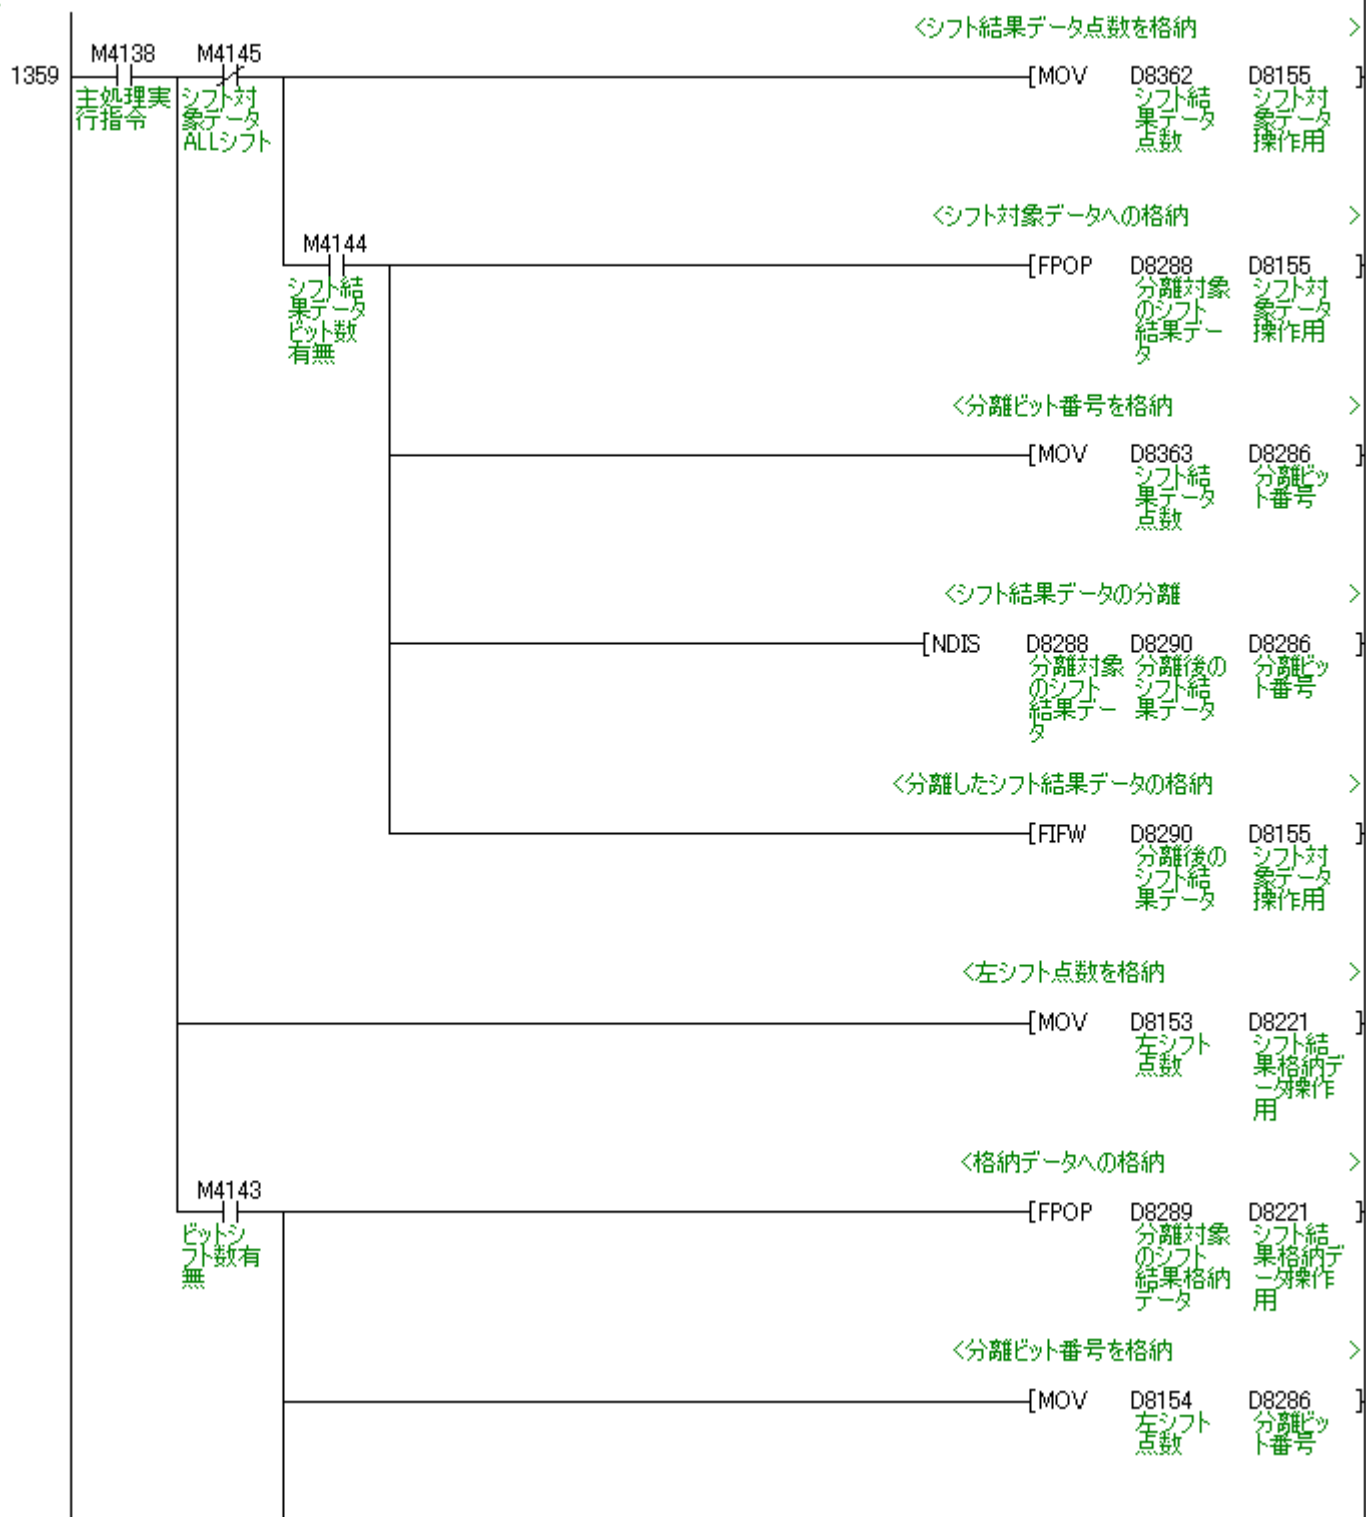 <シフト結果データ点数を格納 >
M4138 M4145
1359 [MOV D8362 D8155 ]
主処理実 シフト対 シフト結 シフト対
行指令 象データ 果データ 象データ
ALLシフト 点数 操作用
<シフト対象データへの格納 >
M4144
[FPOP D8288 D8155 ]
シフト結 分離対象 シフト対
果データ のシフト 象データ
ビット数 結果デー 操作用
有無 タ
<分離ビット番号を格納 >
[MOV D8363 D8286 ]
シフト結 分離ビッ
果データ ト番号
点数
<シフト結果データの分離 >
[NDIS D8288 D8290 D8286 ]
分離対象 分離後の 分離ビッ
のシフト シフト結 ト番号
結果デー 果データ
タ
<分離したシフト結果データの格納 >
[FIFW D8290 D8155 ]
分離後の シフト対
シフト結 象データ
果データ 操作用
<左シフト点数を格納 >
[MOV D8153 D8221 ]
左シフト シフト結
点数 果格納デ
ータ操作
用
<格納データへの格納 >
M4143
[FPOP D8289 D8221 ]
ビットシ 分離対象 シフト結
フト数有 のシフト 果格納デ
無 結果格納 ータ操作
データ 用
<分離ビット番号を格納 >
[MOV D8154 D8286 ]
左シフト 分離ビッ
点数 ト番号